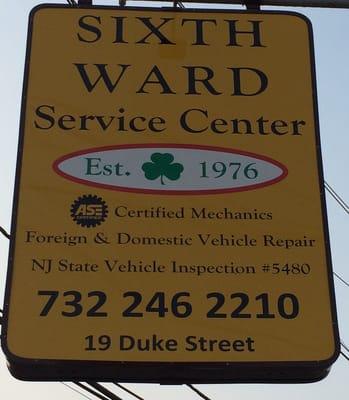 SIXTH
WARD
Service Center
Est. 1976
ASE CERTIFIED Certified Mechanics
Foreign & Domestic Vehicle Repair
NJ State Vehicle Inspection #5480
732 246 2210
19 Duke Street